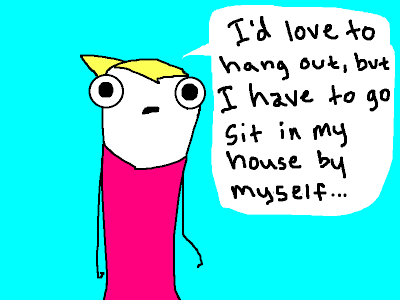 I'd love to
hang out, but
I have to go
sit in my
house by
myself...